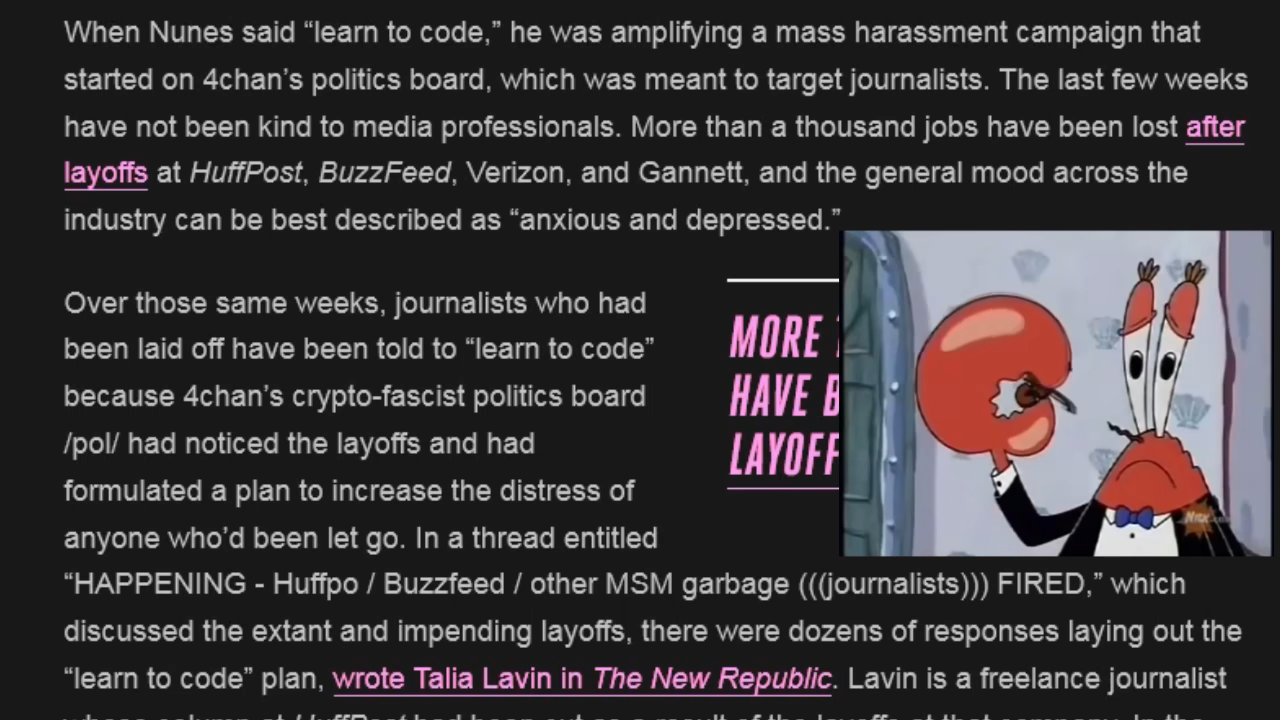 When Nunes said “learn to code,” he was amplifying a mass harassment campaign that
started on 4chan’s politics board, which was meant to target journalists. The last few weeks
have not been kind to media professionals. More than a thousand jobs have been lost after
layoffs at HuffPost, BuzzFeed, Verizon, and Gannett, and the general mood across the
industry can be best described as “anxious and depressed.”
Over those same weeks, journalists who had
been laid off have been told to “learn to code”
because 4chan’s crypto-fascist politics board
/pol/ had noticed the layoffs and had
formulated a plan to increase the distress of
anyone who’d been let go. In a thread entitled
MORE
HAVE
“HAPPENING - Huffpo / Buzzfeed / other MSM garbage (((journalists))) FIRED,” which
discussed the extant and impending layoffs, there were dozens of responses laying out the
“learn to code” plan, wrote Talia Lavin in The New Republic. Lavin is a freelance journalist